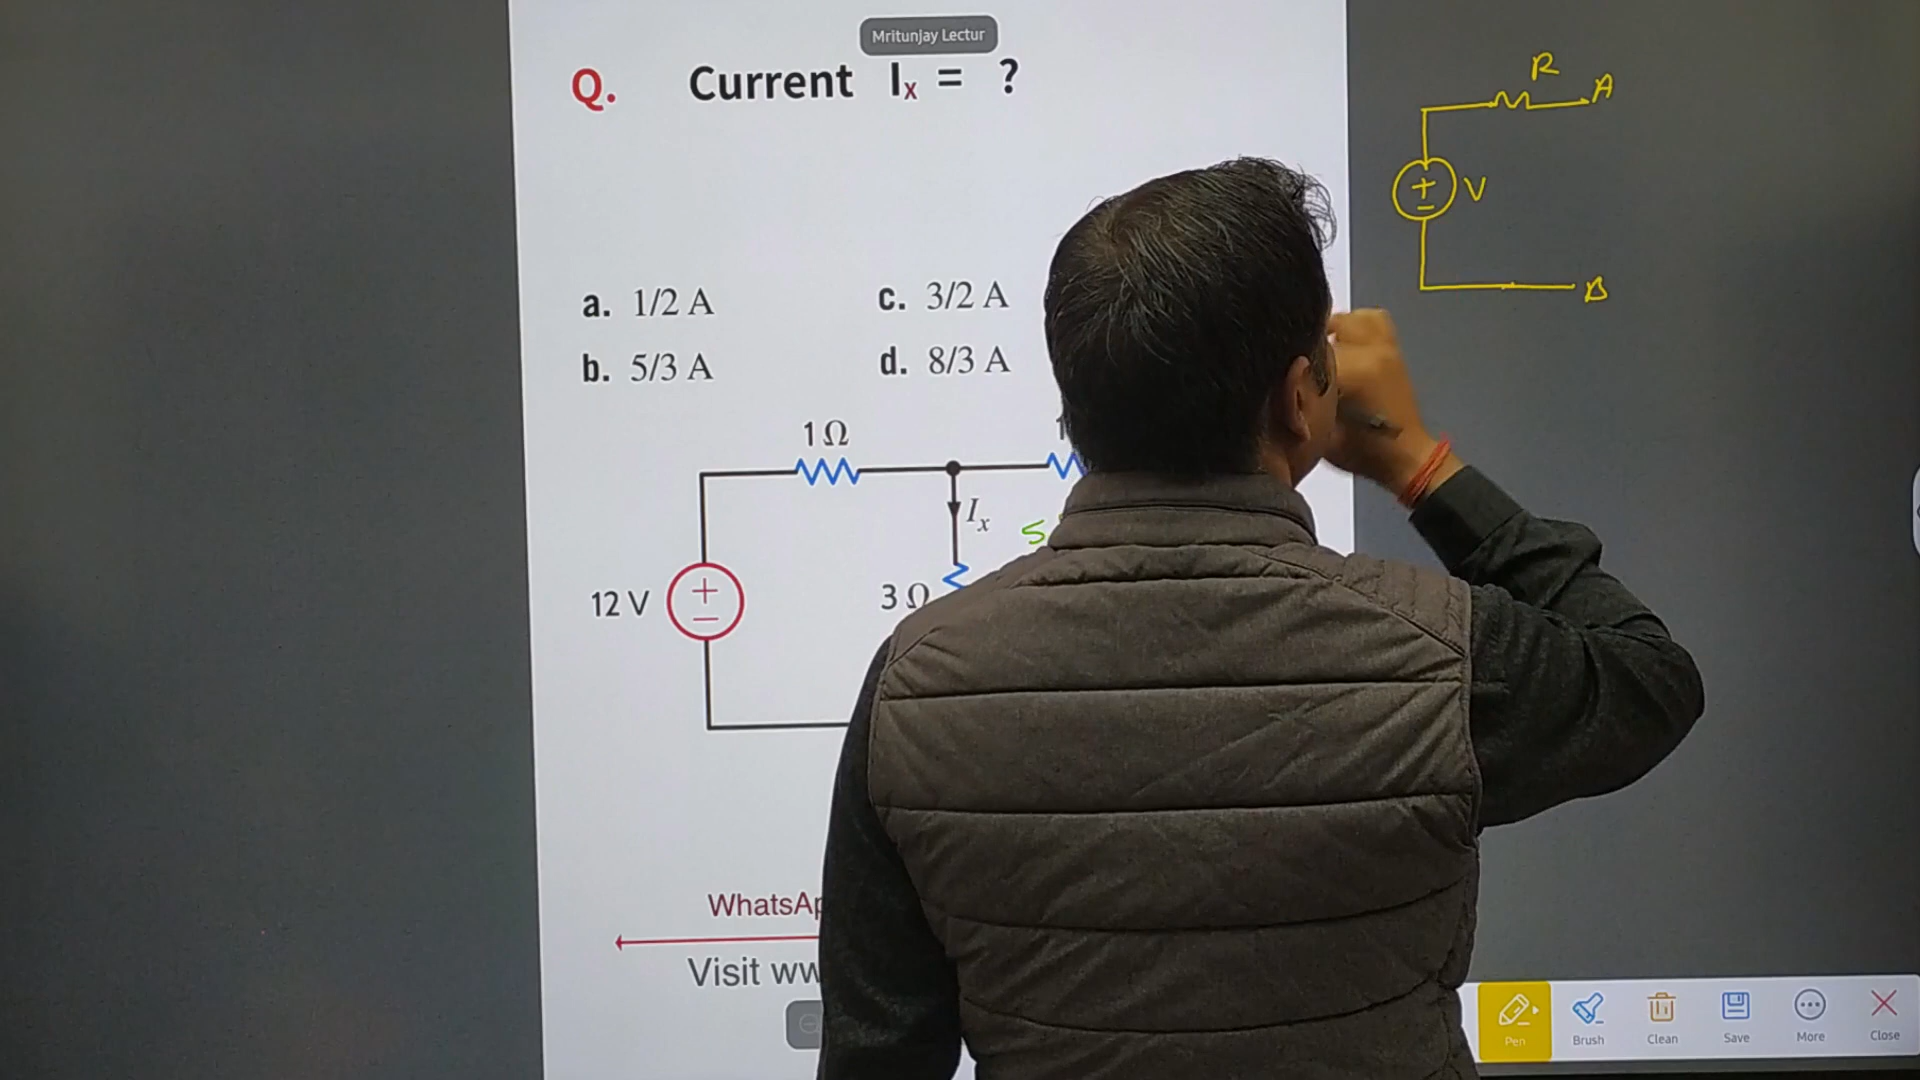 Mritunjay Lectur
Q. Current Ix = ?
a. 1/2 A
c. 3/2 A
b. 5/3 A
d. 8/3 A
1 Ω
Ix
3 Ω
12 V
+
−
R
A
+
−
V
B
WhatsAp
Visit ww
Pen
Brush
Clean
Save
More
Close